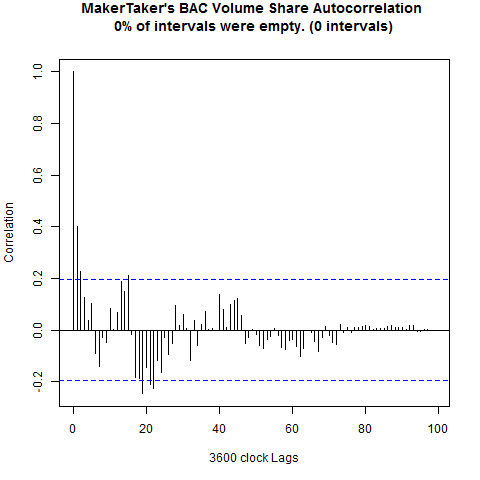 MakerTaker's BAC Volume Share Autocorrelation
0% of intervals were empty. (0 intervals)
Correlation
1.0
0.8
0.6
0.4
0.2
0.0
-0.2
0 20 40 60 80 100
3600 clock Lags